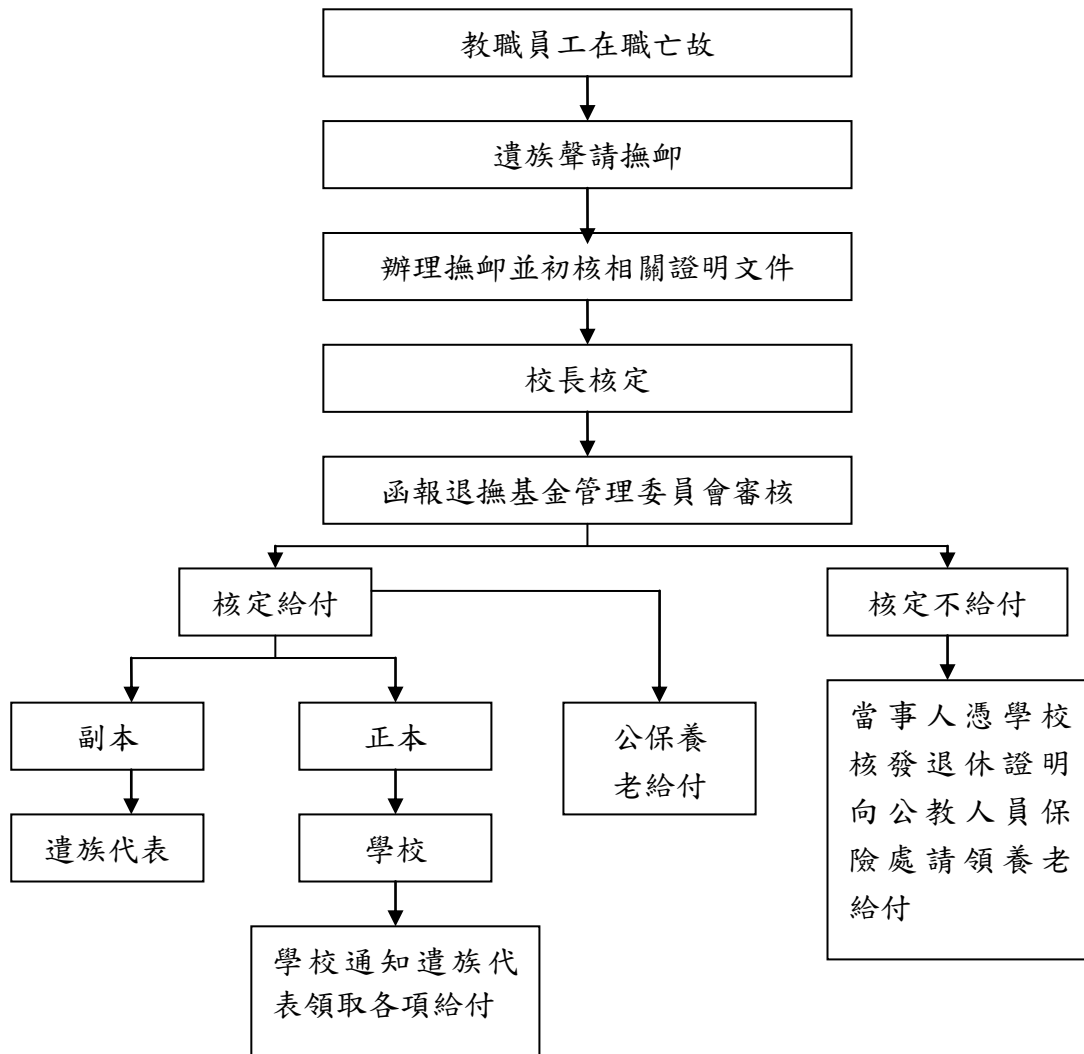 教職員工在職亡故
遺族聲請撫卹
辦理撫卹並初核相關證明文件
校長核定
函報退撫基金管理委員會審核
核定給付
核定不給付
副本
正本
公保養
老給付
當事人憑學校
核發退休證明
向公教人員保
險處請領養老
給付
遺族代表
學校
學校通知遺族代
表領取各項給付